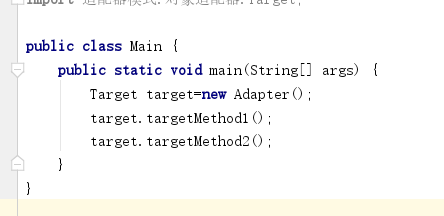 import 适配器模式.对象适配器.Target;
public class Main {
public static void main(String[] args) {
Target target=new Adapter();
target.targetMethod1();
target.targetMethod2();
}
}